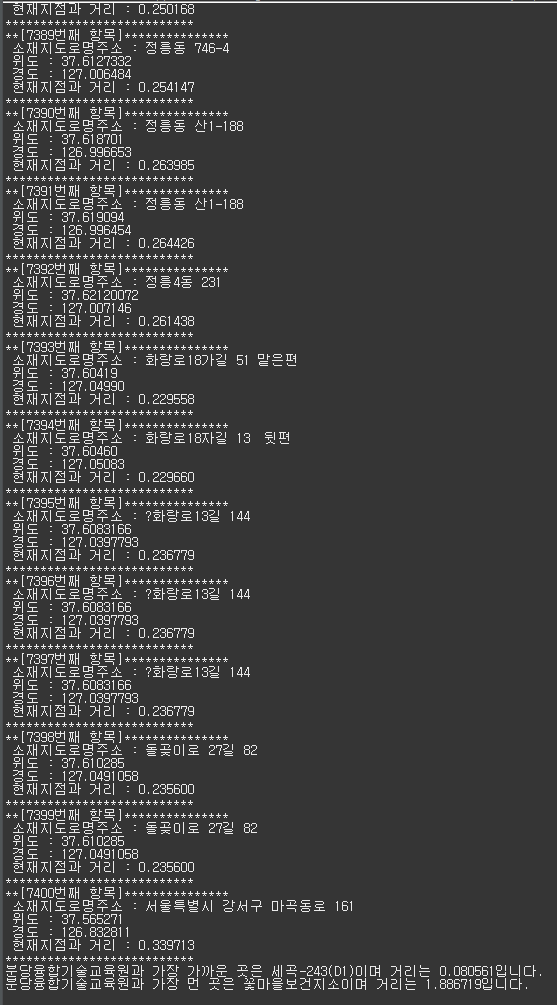 현재지점과 거리 : 0.250168
***************************
**[7389번째 항목]***************
소재지도로명주소 : 정릉동 746-4
위도 : 37.6127332
경도 : 127.006484
현재지점과 거리 : 0.254147
***************************
**[7390번째 항목]***************
소재지도로명주소 : 정릉동 산1-188
위도 : 37.618701
경도 : 126.996653
현재지점과 거리 : 0.263985
***************************
**[7391번째 항목]***************
소재지도로명주소 : 정릉동 산1-188
위도 : 37.619094
경도 : 126.996454
현재지점과 거리 : 0.264426
***************************
**[7392번째 항목]***************
소재지도로명주소 : 정릉4동 231
위도 : 37.62120072
경도 : 127.007146
현재지점과 거리 : 0.261438
***************************
**[7393번째 항목]***************
소재지도로명주소 : 화랑로18가길 51 맡은편
위도 : 37.60419
경도 : 127.04990
현재지점과 거리 : 0.229558
***************************
**[7394번째 항목]***************
소재지도로명주소 : 화랑로18자길 13  뒷편
위도 : 37.60460
경도 : 127.05083
현재지점과 거리 : 0.229660
***************************
**[7395번째 항목]***************
소재지도로명주소 : ?화랑로13길 144
위도 : 37.6083166
경도 : 127.0397793
현재지점과 거리 : 0.236779
***************************
**[7396번째 항목]***************
소재지도로명주소 : ?화랑로13길 144
위도 : 37.6083166
경도 : 127.0397793
현재지점과 거리 : 0.236779
***************************
**[7397번째 항목]***************
소재지도로명주소 : ?화랑로13길 144
위도 : 37.6083166
경도 : 127.0397793
현재지점과 거리 : 0.236779
***************************
**[7398번째 항목]***************
소재지도로명주소 : 돌곶이로 27길 82
위도 : 37.610285
경도 : 127.0491058
현재지점과 거리 : 0.235600
***************************
**[7399번째 항목]***************
소재지도로명주소 : 돌곶이로 27길 82
위도 : 37.610285
경도 : 127.0491058
현재지점과 거리 : 0.235600
***************************
**[7400번째 항목]***************
소재지도로명주소 : 서울특별시 강서구 마곡동로 161
위도 : 37.565271
경도 : 126.832811
현재지점과 거리 : 0.339713
***************************
분당융합기술교육원과 가장 가까운 곳은 세곡-243(D1)이며 거리는 0.080561입니다.
분당융합기술교육원과 가장 먼 곳은 꽃마을보건지소이며 거리는 1.886719입니다.